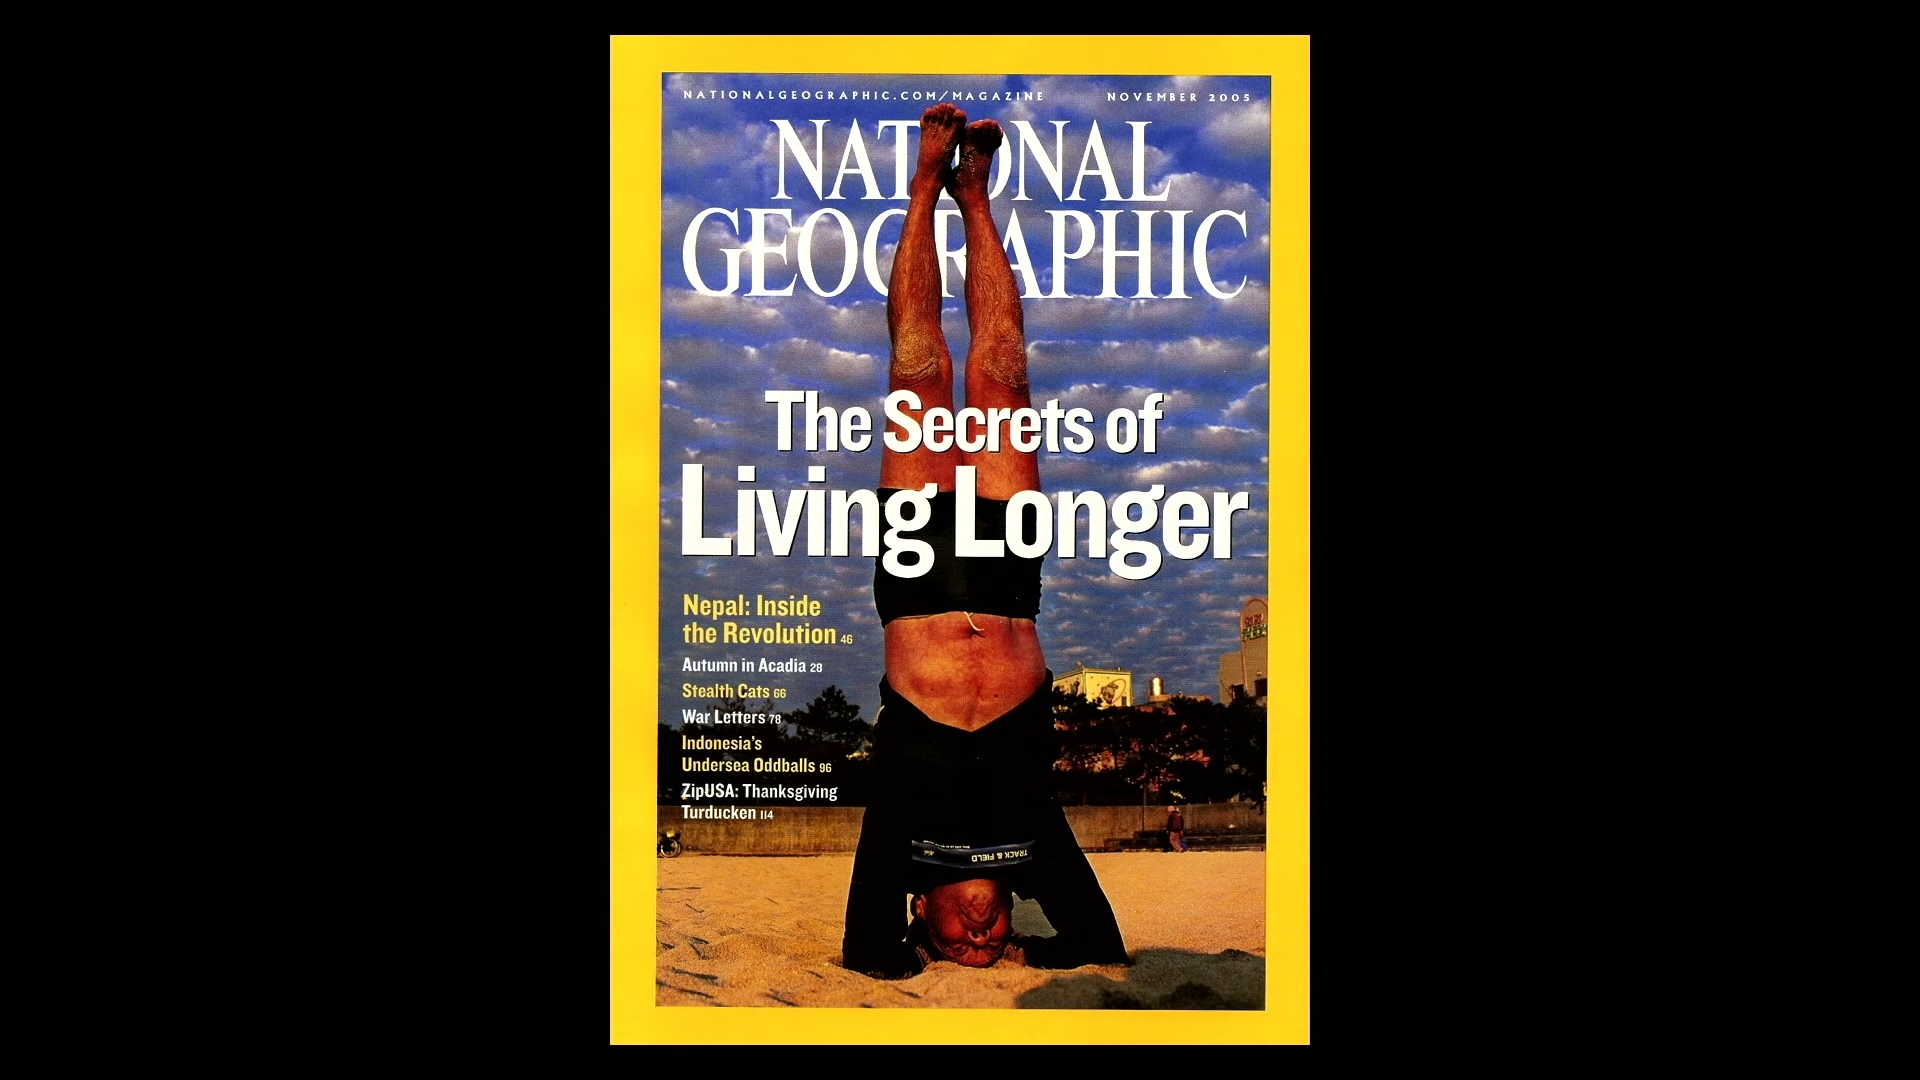 NATIONALGEOGRAPHIC.COM/MAGAZINE
NOVEMBER 2005
NATIONAL
GEOGRAPHIC
The Secrets of
Living Longer
Nepal: Inside
the Revolution 46
Autumn in Acadia 28
Stealth Cats 66
War Letters 78
Indonesia's
Undersea Oddballs 96
ZipUSA: Thanksgiving
Turducken 114
TRACK & FIELD